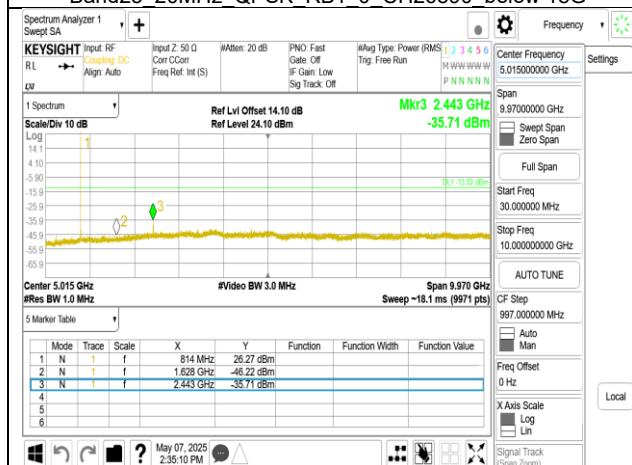 Spectrum Analyzer 1
Swept SA
Frequency
KEYSIGHT
RL
Input: RF
Coupling: DC
Align: Auto
Input Z: 50 Ω
Corr CCorr
Freq Ref: Int (S)
#Atten: 20 dB
PNO: Fast
Gate: Off
IF Gain: Low
Sig Track: Off
#Avg Type: Power (RMS
Trig: Free Run
1 2 3 4 5 6
M W W W W W
P N N N N N
LXI
1 Spectrum
Scale/Div 10 dB
Ref Lvl Offset 14.10 dB
Ref Level 24.10 dBm
Mkr3 2.443 GHz
-35.71 dBm
Log
14.1
4.10
-5.90
-15.9
-25.9
-35.9
-45.9
-55.9
-65.9
1
2
3
DL1 -13.00 dBm
Center 5.015 GHz
#Res BW 1.0 MHz
#Video BW 3.0 MHz
Span 9.970 GHz
Sweep ~18.1 ms (9971 pts)
5 Marker Table
Mode Trace Scale X Y Function Function Width Function Value
1 N 1 f 814 MHz 26.27 dBm
2 N 1 f 1.628 GHz -46.22 dBm
3 N 1 f 2.443 GHz -35.71 dBm
4
5
6
May 07, 2025
2:35:10 PM
Center Frequency
5.015000000 GHz
Settings
Span
9.97000000 GHz
Swept Span
Zero Span
Full Span
Start Freq
30.000000 MHz
Stop Freq
10.000000000 GHz
AUTO TUNE
CF Step
997.000000 MHz
Auto
Man
Freq Offset
0 Hz
Local
X Axis Scale
Log
Lin
Signal Track
(Span Zoom)